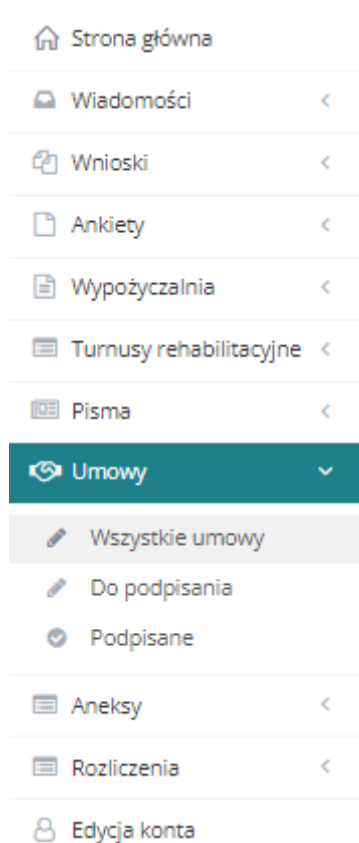 Strona główna
Wiadomości
Wnioski
Ankiety
Wypożyczalnia
Turnusy rehabilitacyjne
Pisma
Umowy
Wszystkie umowy
Do podpisania
Podpisane
Aneksy
Rozliczenia
Edycja konta